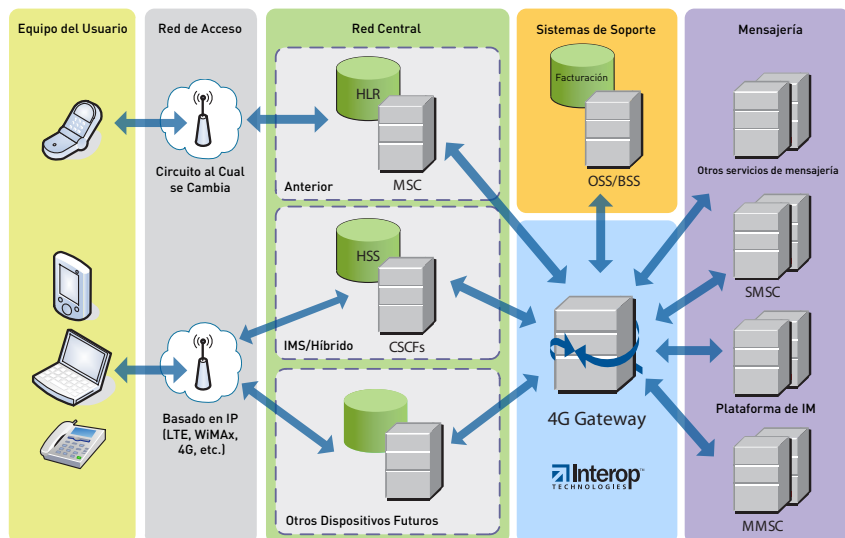 Equipo del Usuario
Red de Acceso
Red Central
Sistemas de Soporte
Mensajería
HLR
MSC
Anterior
Circuito al Cual
se Cambia
Facturación
OSS/BSS
Otros servicios de mensajería
HSS
CSCFs
IMS/Híbrido
SMSC
Basado en IP
(LTE, WiMAx,
4G, etc.)
4G Gateway
Plataforma de IM
Interop™
TECHNOLOGIES
Otros Dispositivos Futuros
MMSC